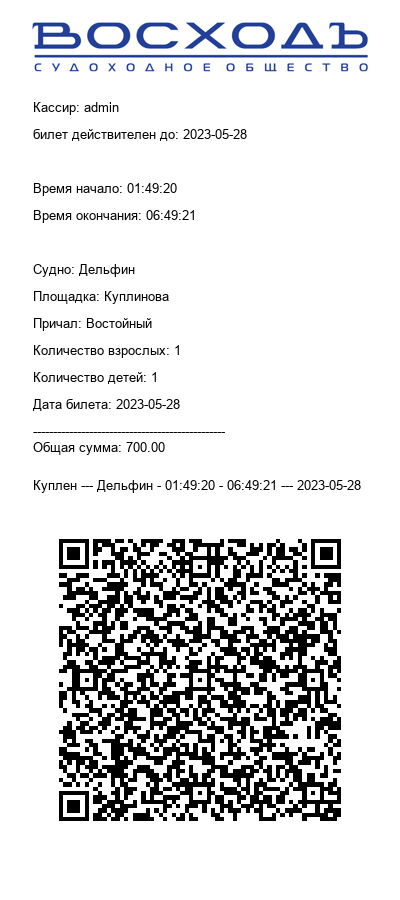 ВОСХОДЪ
СУДОХОДНОЕ ОБЩЕСТВО
Кассир: admin
билет действителен до: 2023-05-28
Время начало: 01:49:20
Время окончания: 06:49:21
Судно: Дельфин
Площадка: Куплинова
Причал: Востойный
Количество взрослых: 1
Количество детей: 1
Дата билета: 2023-05-28
------------------------------------------------
Общая сумма: 700.00
Куплен --- Дельфин - 01:49:20 - 06:49:21 --- 2023-05-28